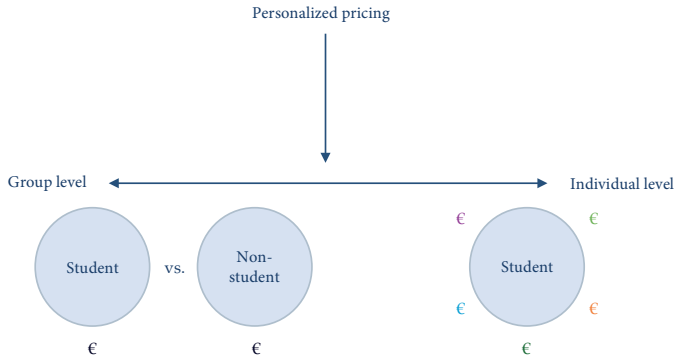 Personalized pricing
Group level
Individual level
€
€
Student
vs.
Non-
student
Student
€
€
€
€
€